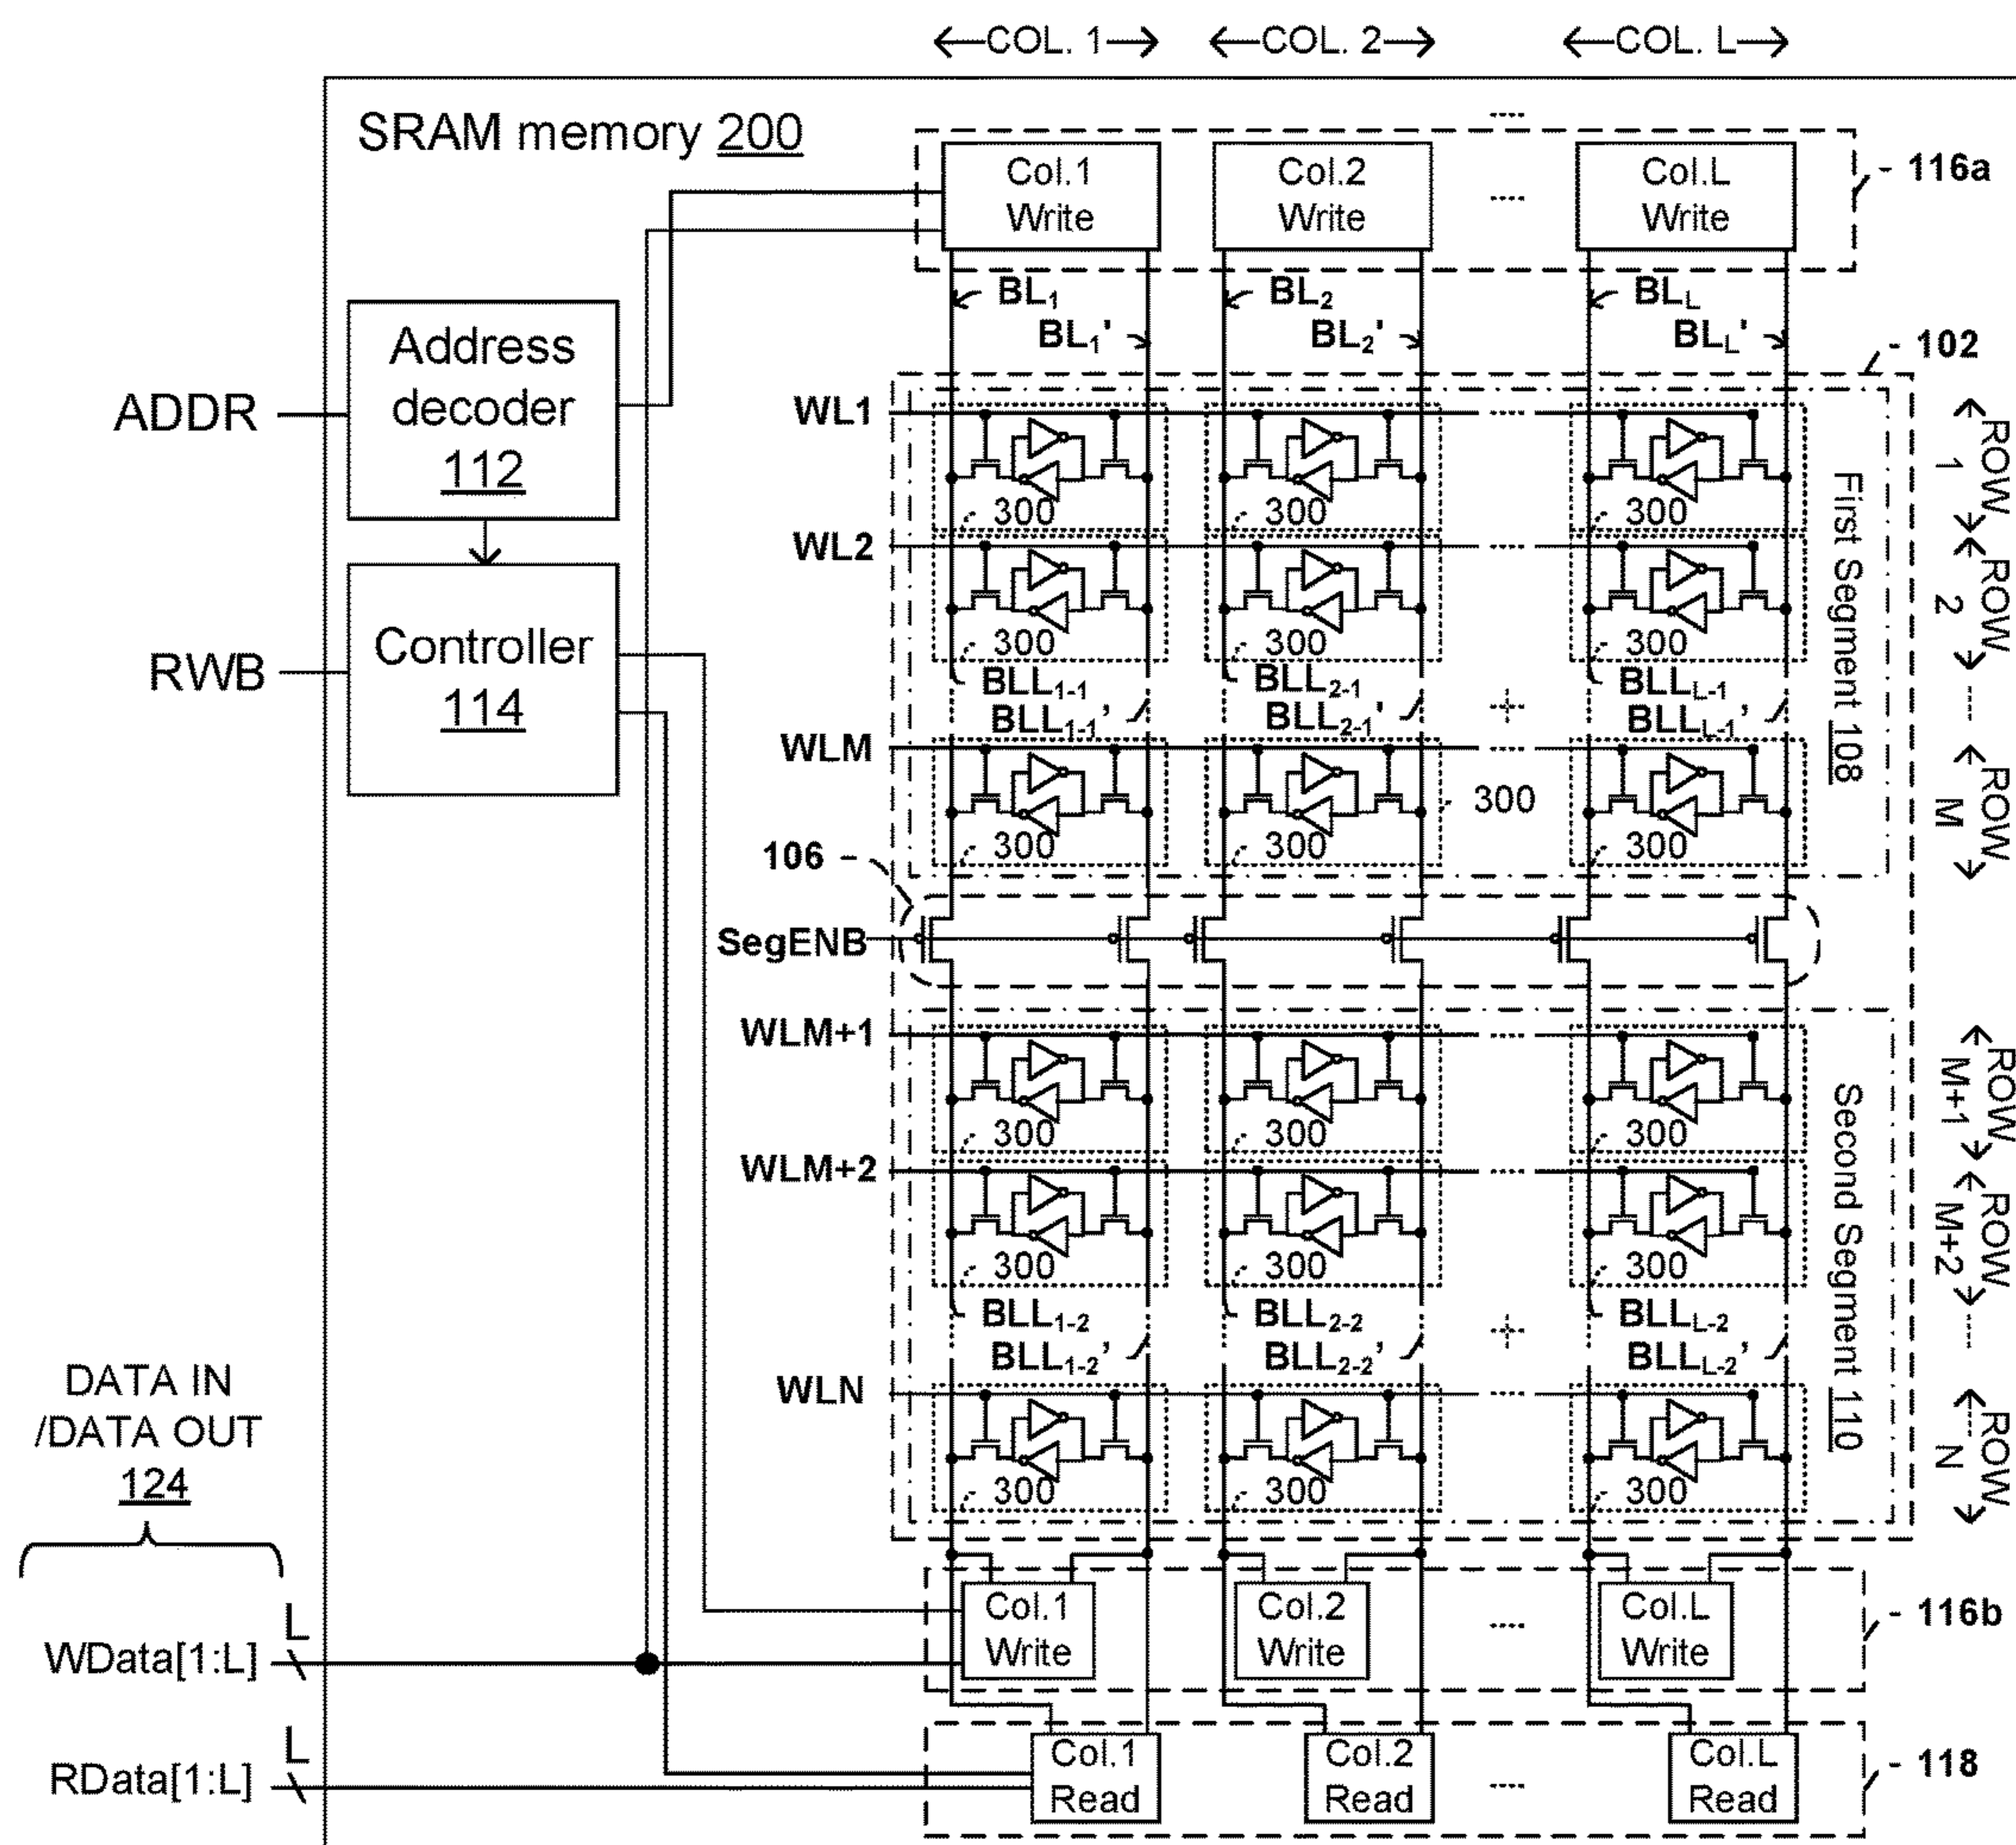 COL. 1 COL. 2 COL. L
SRAM memory 200
Col.1 Write
Col.2 Write
Col.L Write
116a
BL1 BL2 BLL
BL1' BL2' BLL'
102
Address decoder 112
ADDR
Controller 114
RWB
WL1
300 300 300
ROW 1
WL2
300 300 300
ROW 2
First Segment 108
BLL1-1 BLL2-1 BLLL-1
BLL1-1' BLL2-1' BLLL-1'
WLM
300 300 300
300
ROW M
106
SegENB
WLM+1
300 300 300
ROW M+1
WLM+2
300 300 300
ROW M+2
Second Segment 110
BLL1-2 BLL2-2 BLLL-2
BLL1-2' BLL2-2' BLLL-2'
WLN
300 300 300
ROW N
DATA IN
/DATA OUT
124
Col.1 Write
Col.2 Write
Col.L Write
116b
L
WData[1:L]
L
RData[1:L]
Col.1 Read
Col.2 Read
Col.L Read
118